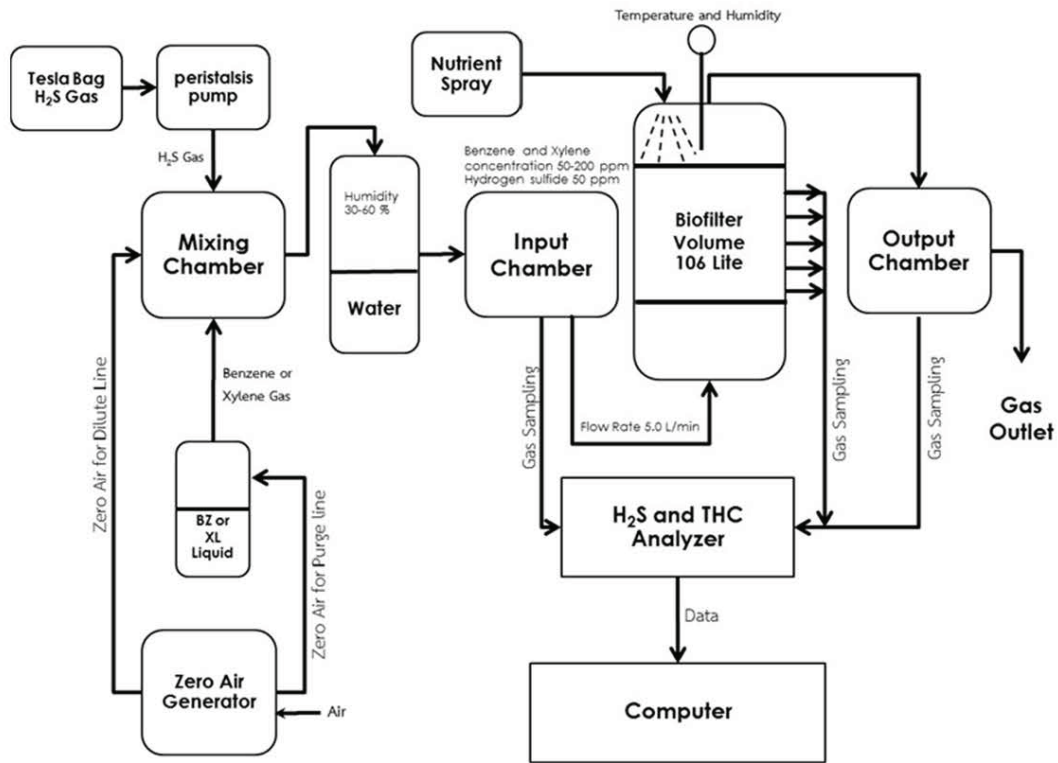 Temperature and Humidity
Tesla Bag
H₂S Gas
peristalsis
pump
Nutrient
Spray
H₂S Gas
Benzene and Xylene
concentration 50-200 ppm
Hydrogen sulfide 50 ppm
Humidity
30-60 %
Mixing
Chamber
Input
Chamber
Biofilter
Volume
106 Lite
Output
Chamber
Water
Benzene or
Xylene Gas
Zero Air for Dilute Line
Gas Sampling
Flow Rate 5.0 L/min
Gas Sampling
Gas Sampling
Gas
Outlet
BZ or
XL
Liquid
Zero Air for Purge line
H₂S and THC
Analyzer
Data
Zero Air
Generator
Air
Computer